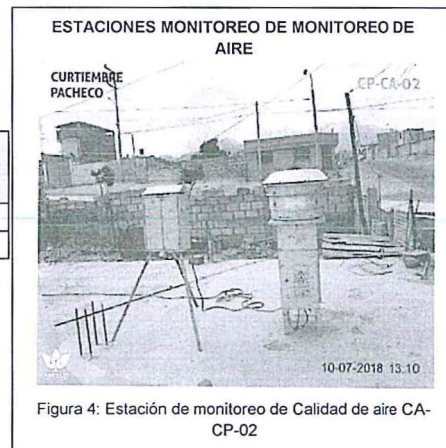 ESTACIONES MONITOREO DE MONITOREO DE
AIRE
CURTIEMBRE
PACHECO
CP-CA-02
10-07-2018 13:10
Figura 4: Estación de monitoreo de Calidad de aire CA-
CP-02